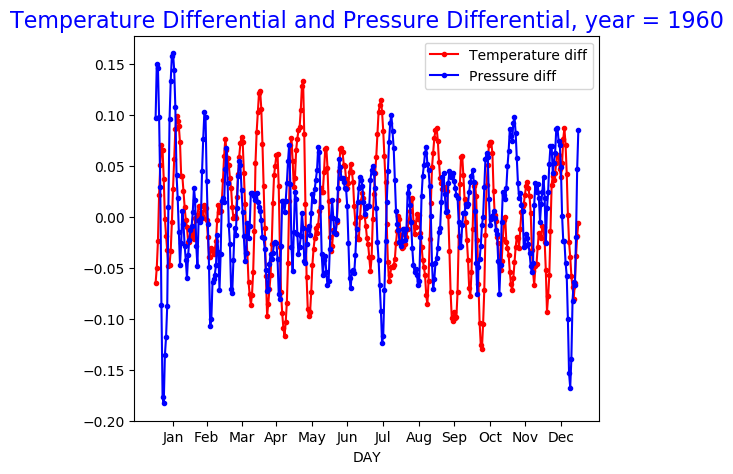 Temperature Differential and Pressure Differential, year = 1960
Temperature diff
Pressure diff
0.15
0.10
0.05
0.00
−0.05
−0.10
−0.15
−0.20
Jan Feb Mar Apr May Jun Jul Aug Sep Oct Nov Dec
DAY